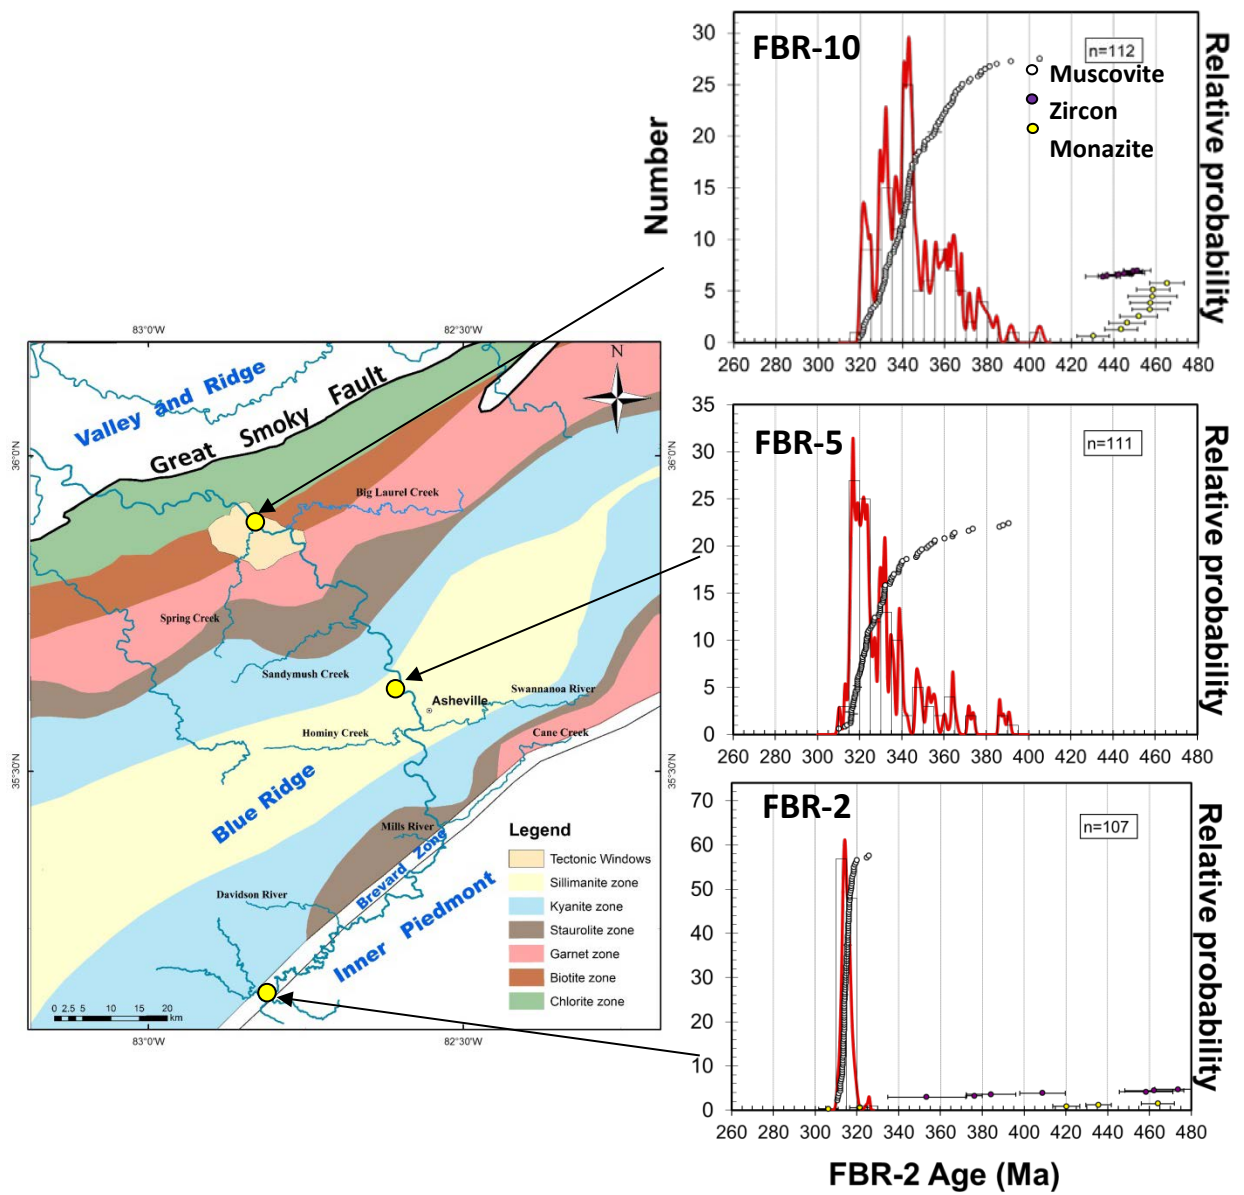 FBR-10
n=112
Muscovite
Zircon
Monazite
Number
Relative probability
30
25
20
15
10
5
0
260 280 300 320 340 360 380 400 420 440 460 480
FBR-5
n=111
Relative probability
35
30
25
20
15
10
5
0
260 280 300 320 340 360 380 400 420 440 460 480
FBR-2
n=107
Relative probability
70
60
50
40
30
20
10
0
260 280 300 320 340 360 380 400 420 440 460 480
FBR-2 Age (Ma)
83°0'W 82°30'W
36°0'N 36°0'N
35°30'N 35°30'N
83°0'W 82°30'W
N
Valley and Ridge
Great Smoky Fault
Big Laurel Creek
Spring Creek
Sandymush Creek
Swannanoa River
Asheville
Hominy Creek
Cane Creek
Blue Ridge
Mills River
Brevard Zone
Davidson River
Inner Piedmont
Legend
Tectonic Windows
Sillimanite zone
Kyanite zone
Staurolite zone
Garnet zone
Biotite zone
Chlorite zone
0 2.5 5 10 15 20
km